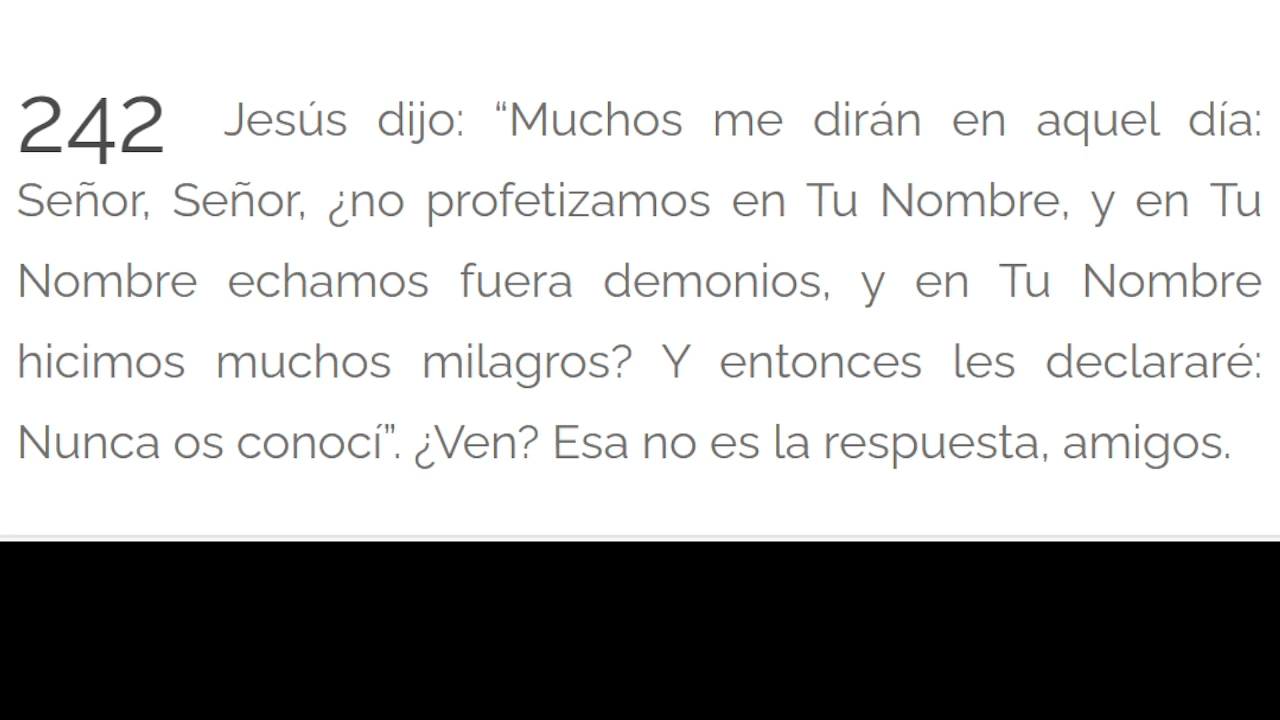 242 Jesús dijo: “Muchos me dirán en aquel día:
Señor, Señor, ¿no profetizamos en Tu Nombre, y en Tu
Nombre echamos fuera demonios, y en Tu Nombre
hicimos muchos milagros? Y entonces les declararé:
Nunca os conocí”. ¿Ven? Esa no es la respuesta, amigos.